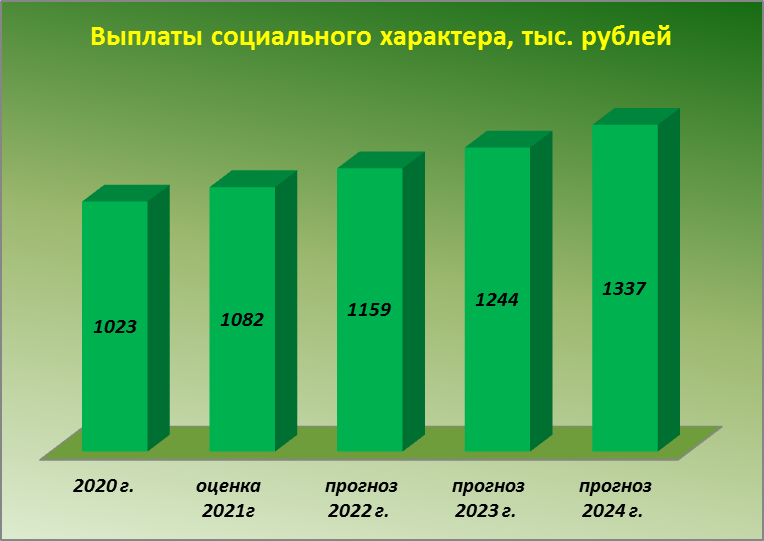 Выплаты социального характера, тыс. рублей
1023
1082
1159
1244
1337
2020 г.
оценка
2021г
прогноз
2022 г.
прогноз
2023 г.
прогноз
2024 г.